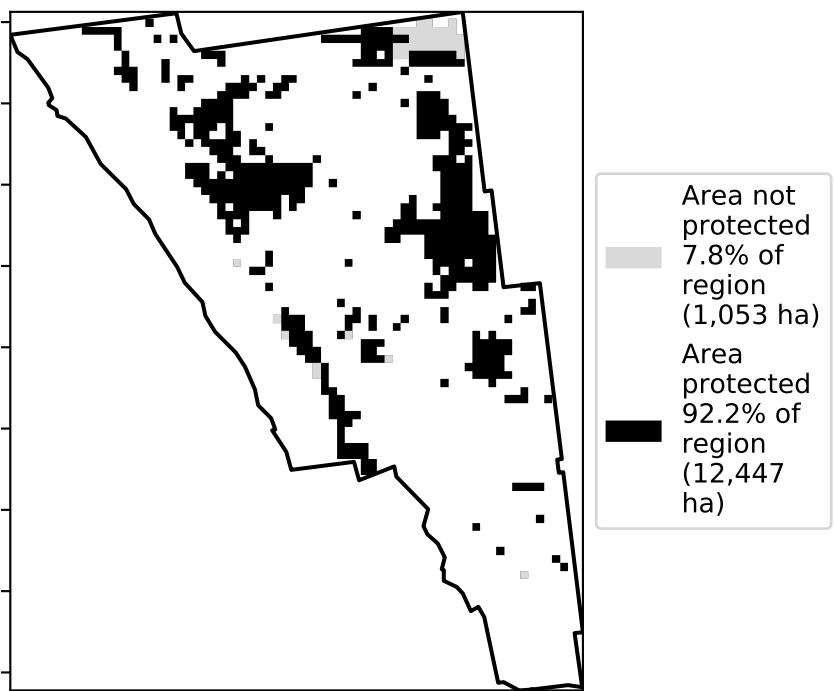 Area not
protected
7.8% of
region
(1,053 ha)
Area
protected
92.2% of
region
(12,447
ha)